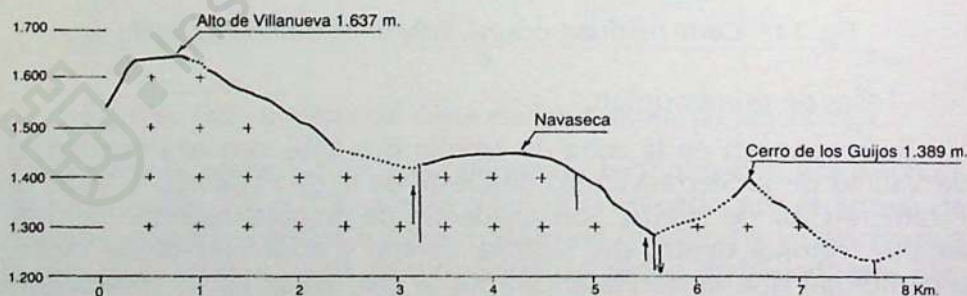 1.700
Alto de Villanueva 1.637 m.
1.600
1.500
Navaseca
Cerro de los Guijos 1.389 m.
1.400
1.300
1.200
0 1 2 3 4 5 6 7 8 Km.